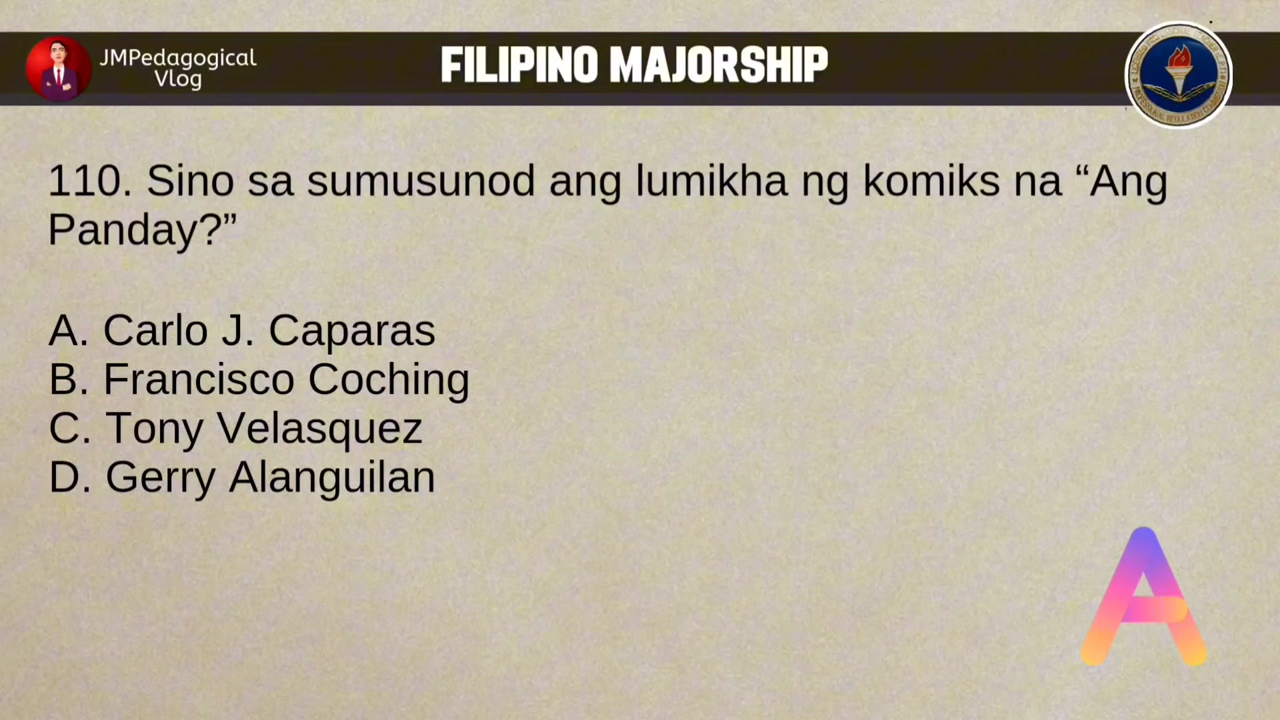 JMPedagogical
Vlog
FILIPINO MAJORSHIP
110. Sino sa sumusunod ang lumikha ng komiks na “Ang
Panday?”
A. Carlo J. Caparas
B. Francisco Coching
C. Tony Velasquez
D. Gerry Alanguilan
A